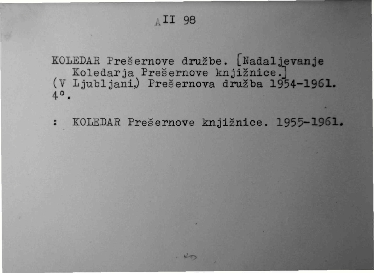 AII 98
KOLEDAR Prešernove družbe. [Nadaljevanje
Koledarja Prešernove knjižnice.]
(V Ljubljani,) Prešernova družba 1954-1961.
4°.
: KOLEDAR Prešernove knjižnice. 1955-1961.